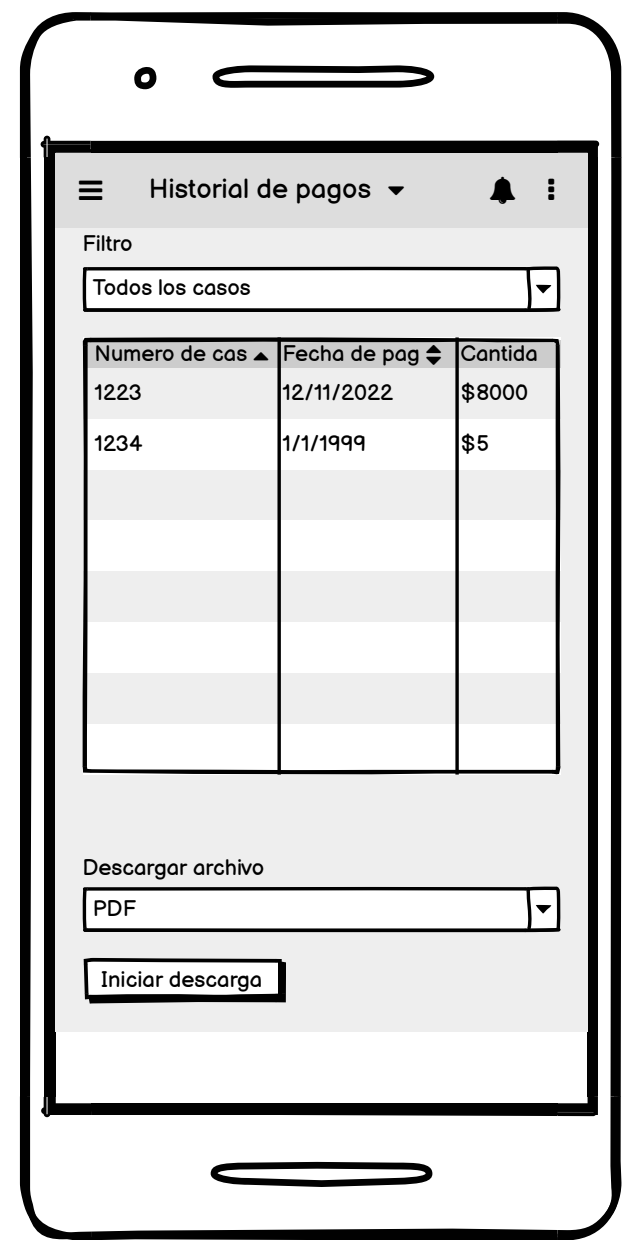 Historial de pagos
Filtro
Todos los casos
Numero de cas Fecha de pag Cantida
1223 12/11/2022 $8000
1234 1/1/1999 $5
Descargar archivo
PDF
Iniciar descarga